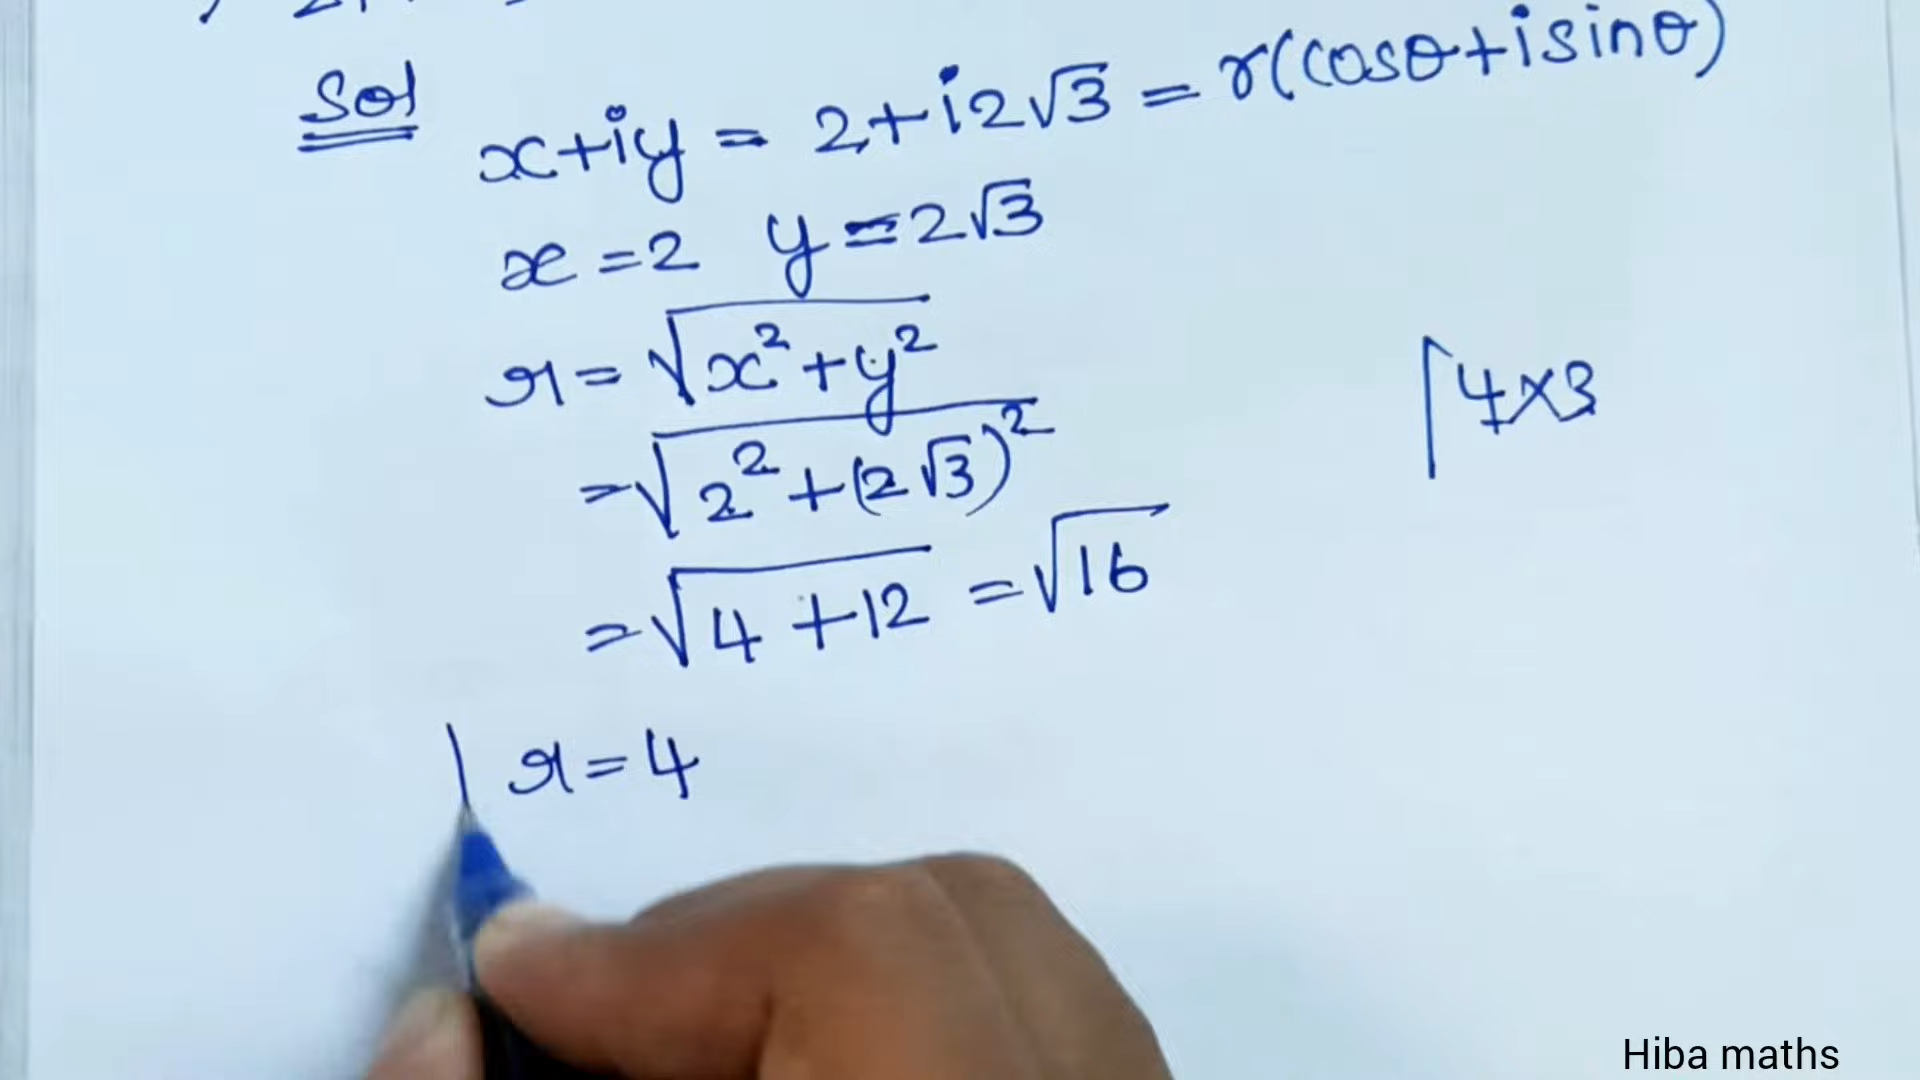 Sol
x+iy = 2+i2√3 = r(cosθ+isinθ)
x=2 y=2√3
r=√x²+y²
=√2²+(2√3)²
4×3
=√4+12 =√16
r=4
Hiba maths